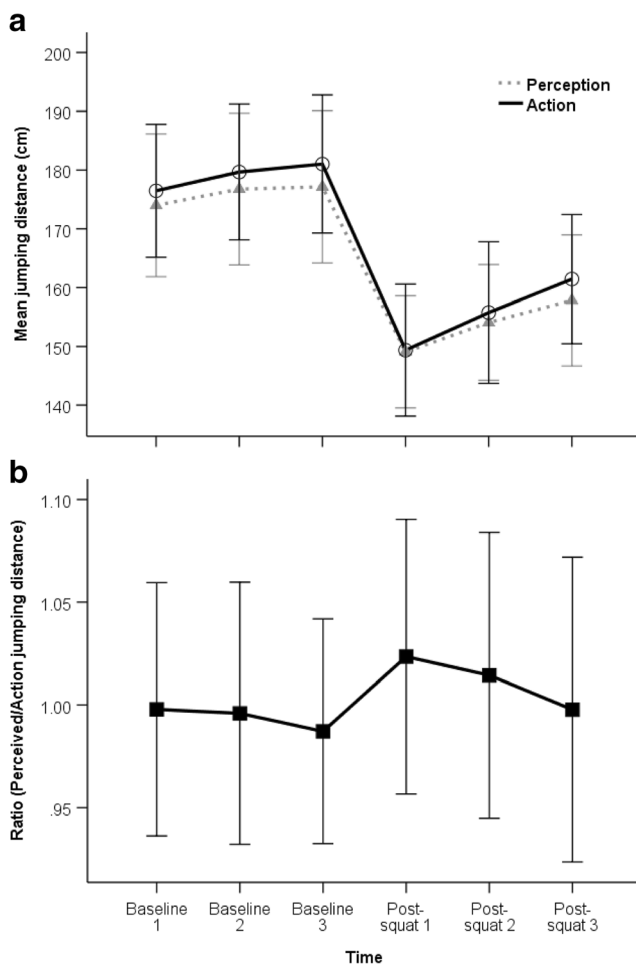 a
200
190
180
170
160
150
140
Mean jumping distance (cm)
Perception
Action
b
1.10
1.05
1.00
.95
Ratio (Perceived/Action jumping distance)
Baseline
1
Baseline
2
Baseline
3
Post-
squat 1
Post-
squat 2
Post-
squat 3
Time